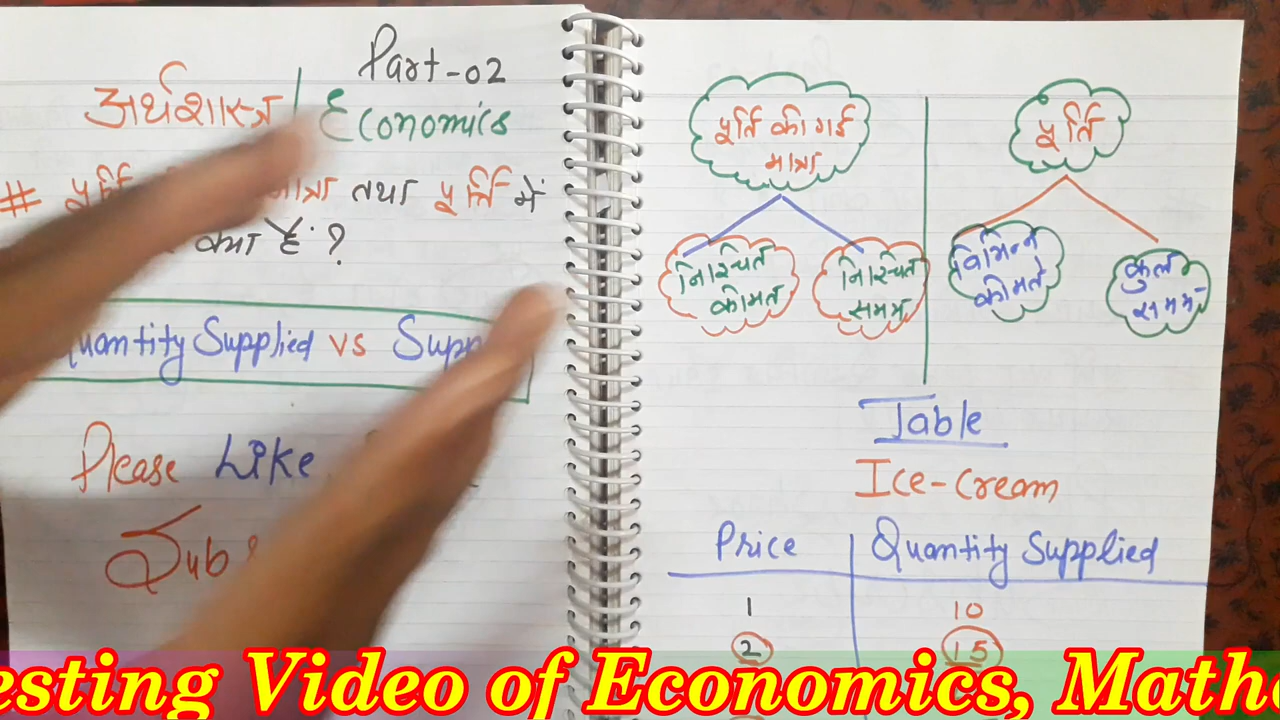 Part-02
अर्थशास्त्र | Economics
# पूर्ति मात्रा तथा पूर्ति में
क्या है ?
Quantity Supplied vs Supp
Please Like
Sub
पूर्ति की गई
मात्रा
पूर्ति
निश्चित
कीमत
निश्चित
समय
विभिन्न
कीमतें
कुल
समय
Table
Ice-Cream
Price Quantity Supplied
1 10
2 15
esting Video of Economics, Mathe